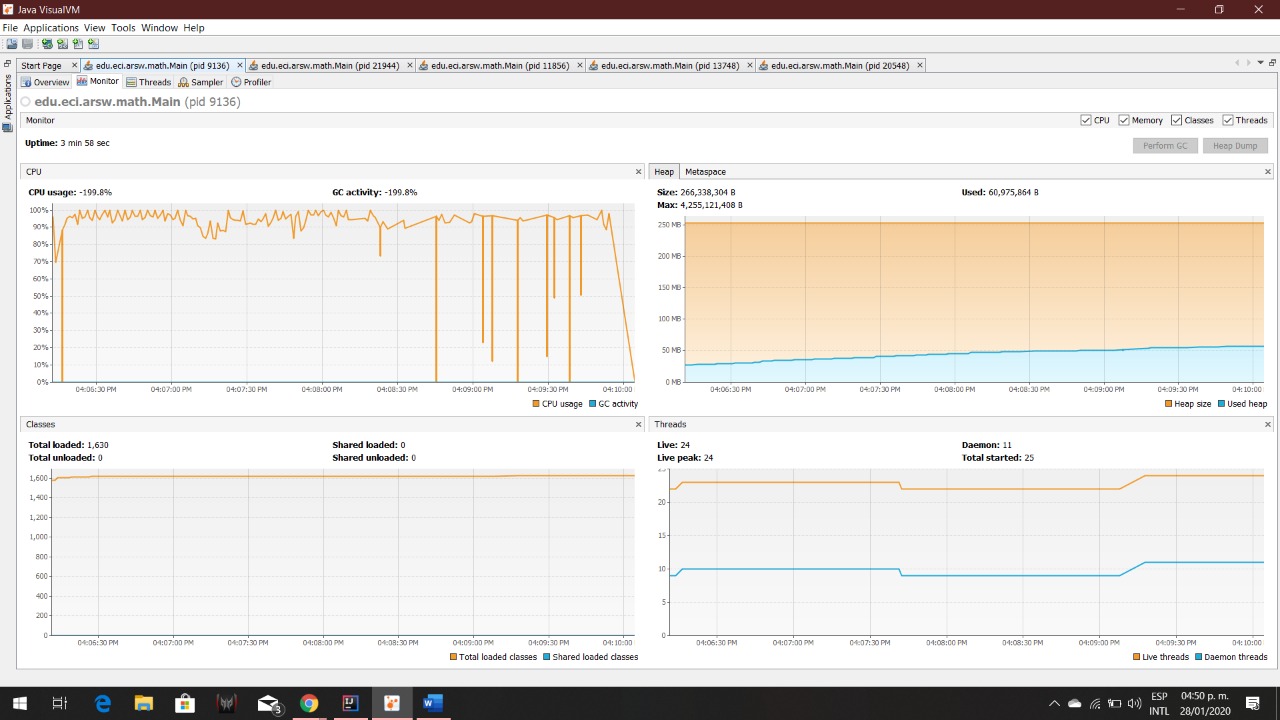 Java VisualVM
File Applications View Tools Window Help
Applications
Start Page edu.eci.arsw.math.Main (pid 9136) edu.eci.arsw.math.Main (pid 21944) edu.eci.arsw.math.Main (pid 11856) edu.eci.arsw.math.Main (pid 13748) edu.eci.arsw.math.Main (pid 20548)
Overview Monitor Threads Sampler Profiler
edu.eci.arsw.math.Main (pid 9136)
Monitor CPU Memory Classes Threads
Uptime: 3 min 58 sec Perform GC Heap Dump
CPU
CPU usage: -199.8% GC activity: -199.8%
100%
90%
80%
70%
60%
50%
40%
30%
20%
10%
0%
04:06:30 PM 04:07:00 PM 04:07:30 PM 04:08:00 PM 04:08:30 PM 04:09:00 PM 04:09:30 PM 04:10:00
CPU usage GC activity
Heap Metaspace
Size: 266,338,304 B Used: 60,975,864 B
Max: 4,255,121,408 B
250 MB
200 MB
150 MB
100 MB
50 MB
0 MB
04:06:30 PM 04:07:00 PM 04:07:30 PM 04:08:00 PM 04:08:30 PM 04:09:00 PM 04:09:30 PM 04:10:00
Heap size Used heap
Classes
Total loaded: 1,630 Shared loaded: 0
Total unloaded: 0 Shared unloaded: 0
1,600
1,400
1,200
1,000
800
600
400
200
0
04:06:30 PM 04:07:00 PM 04:07:30 PM 04:08:00 PM 04:08:30 PM 04:09:00 PM 04:09:30 PM 04:10:00
Total loaded classes Shared loaded classes
Threads
Live: 24 Daemon: 11
Live peak: 24 Total started: 25
25
20
15
10
5
0
04:06:30 PM 04:07:00 PM 04:07:30 PM 04:08:00 PM 04:08:30 PM 04:09:00 PM 04:09:30 PM 04:10:00
Live threads Daemon threads
3
ESP 04:50 p. m.
INTL 28/01/2020